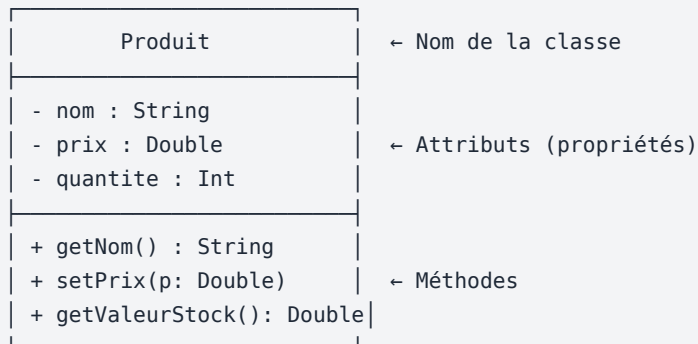 Produit ← Nom de la classe
- nom : String
- prix : Double ← Attributs (propriétés)
- quantite : Int
+ getNom() : String
+ setPrix(p: Double) ← Méthodes
+ getValeurStock(): Double